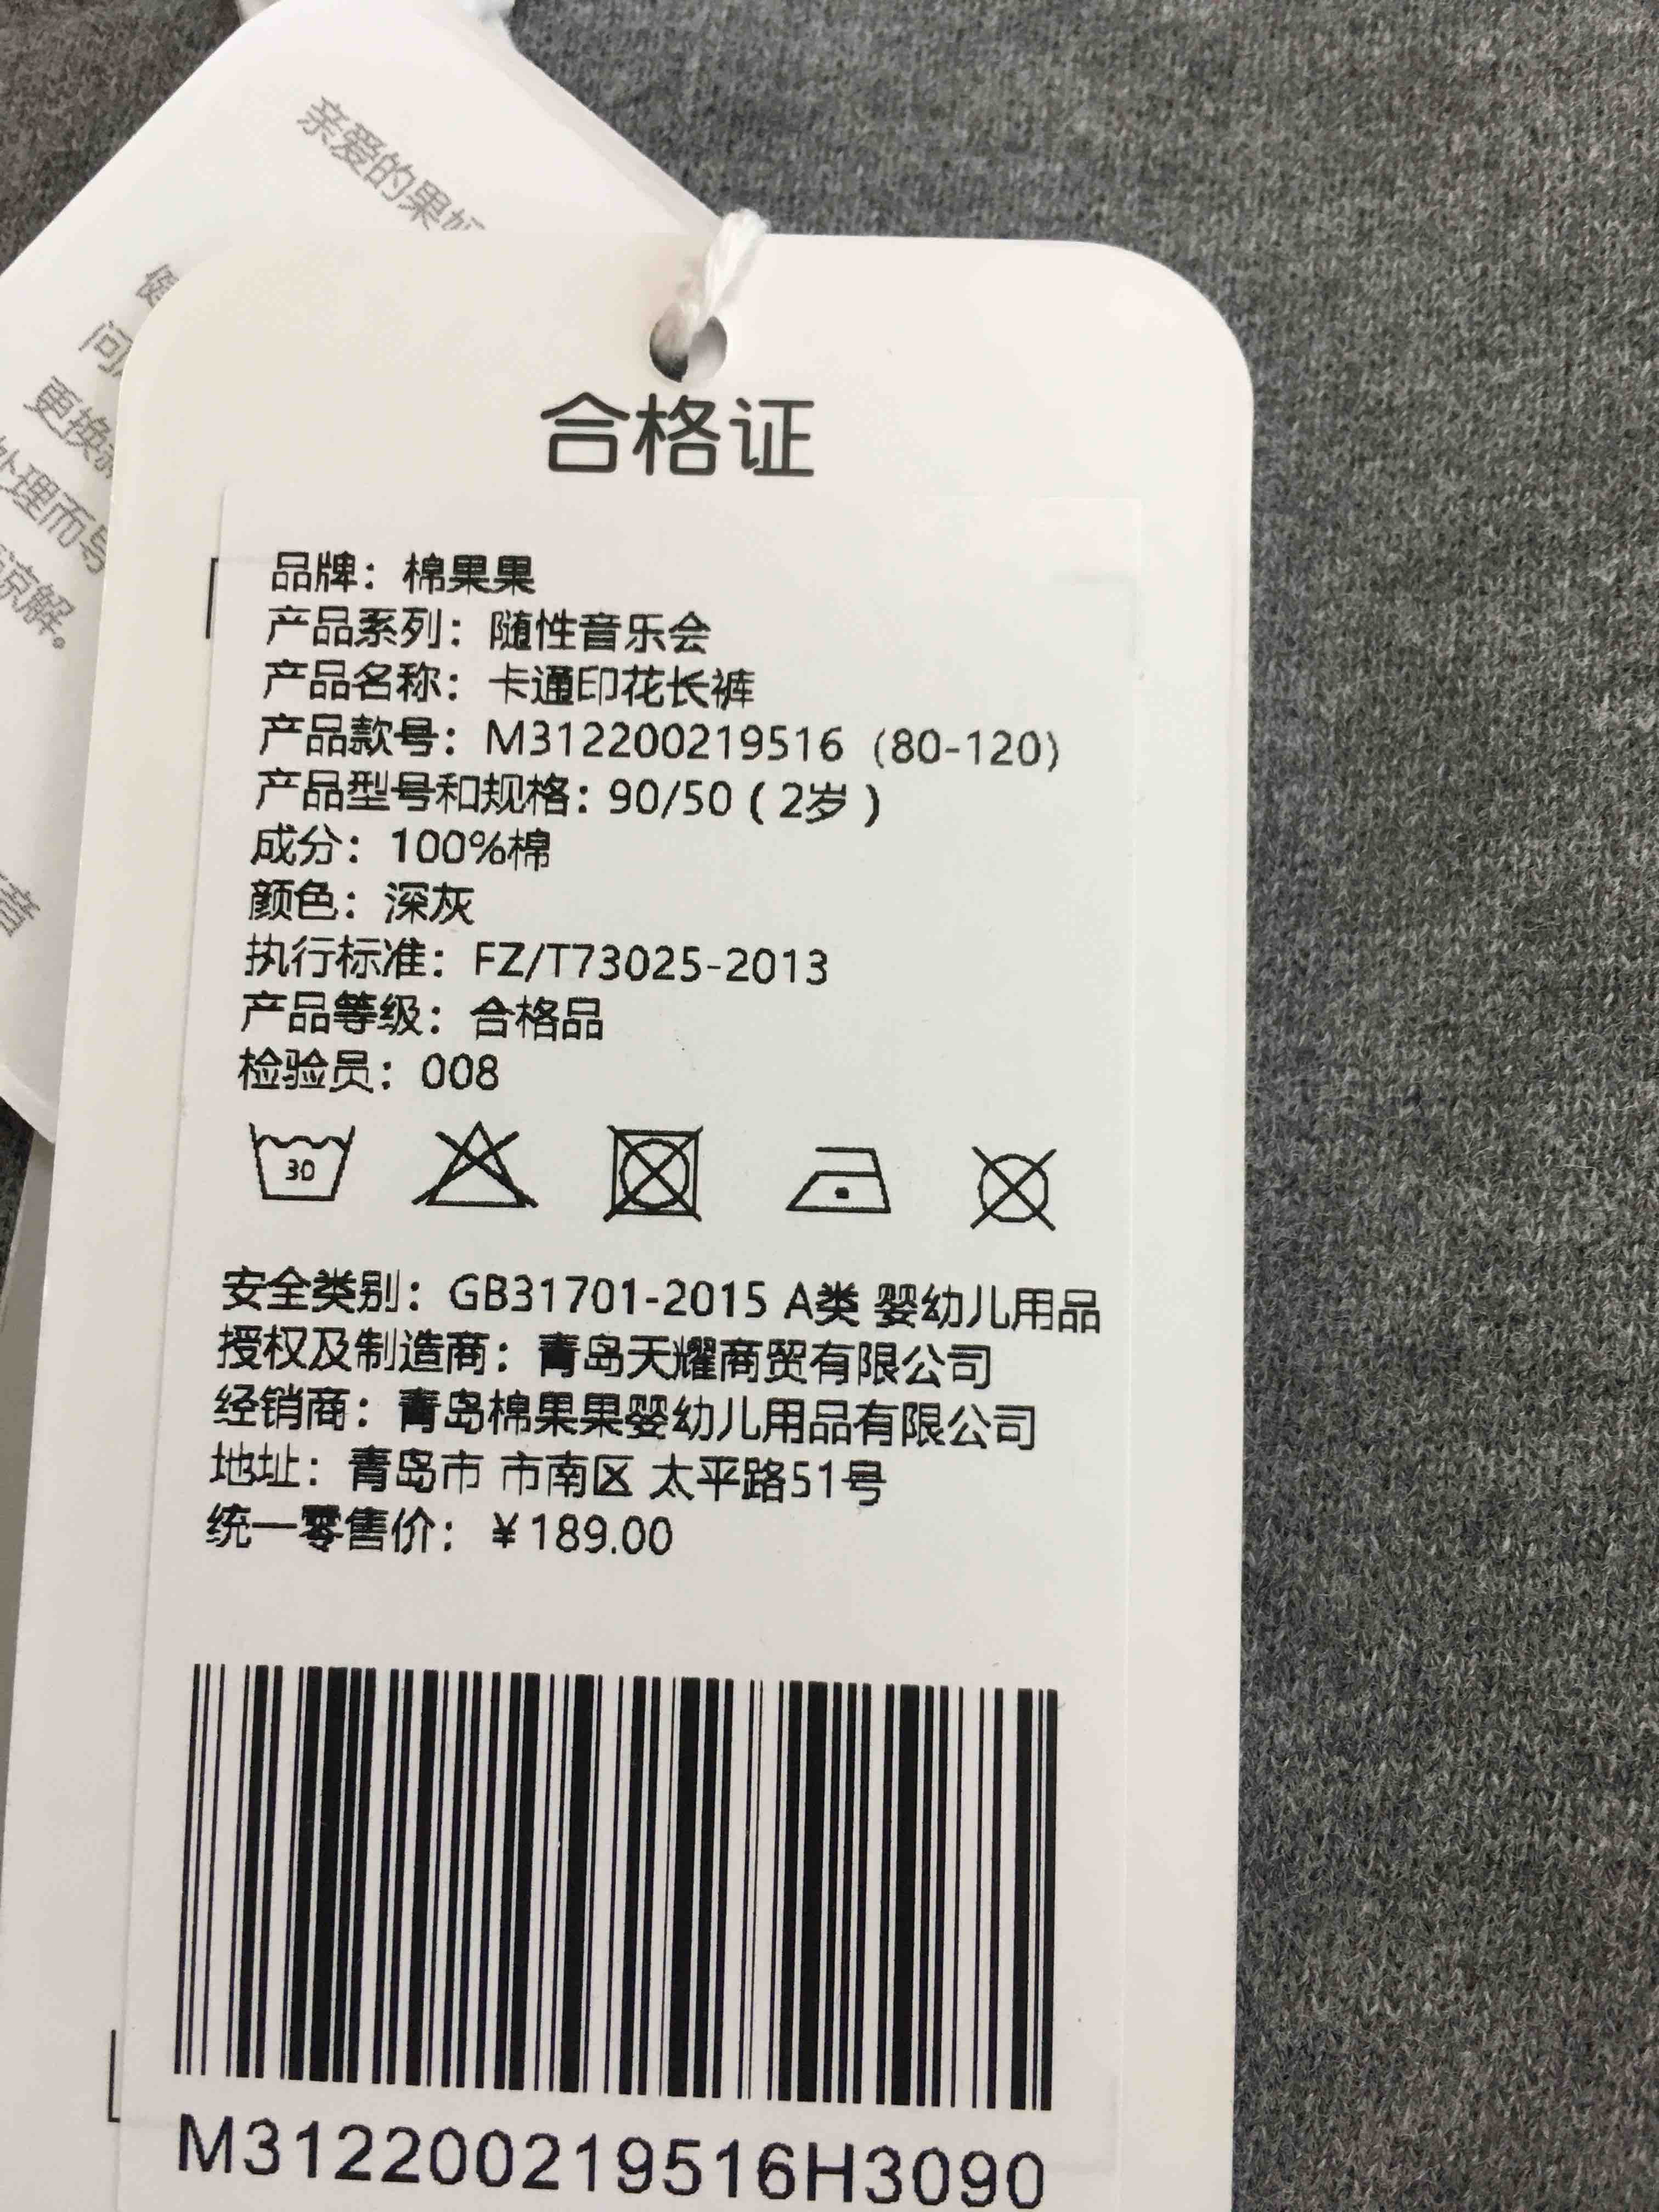 亲爱的果妈
问
更换
处理而导
谅解。
音
合格证
品牌：棉果果
产品系列：随性音乐会
产品名称：卡通印花长裤
产品款号：M312200219516（80-120）
产品型号和规格：90/50（2岁）
成分：100%棉
颜色：深灰
执行标准：FZ/T73025-2013
产品等级：合格品
检验员：008
30
安全类别：GB31701-2015 A类 婴幼儿用品
授权及制造商：青岛天耀商贸有限公司
经销商：青岛棉果果婴幼儿用品有限公司
地址：青岛市 市南区 太平路51号
统一零售价：￥189.00
M312200219516H3090